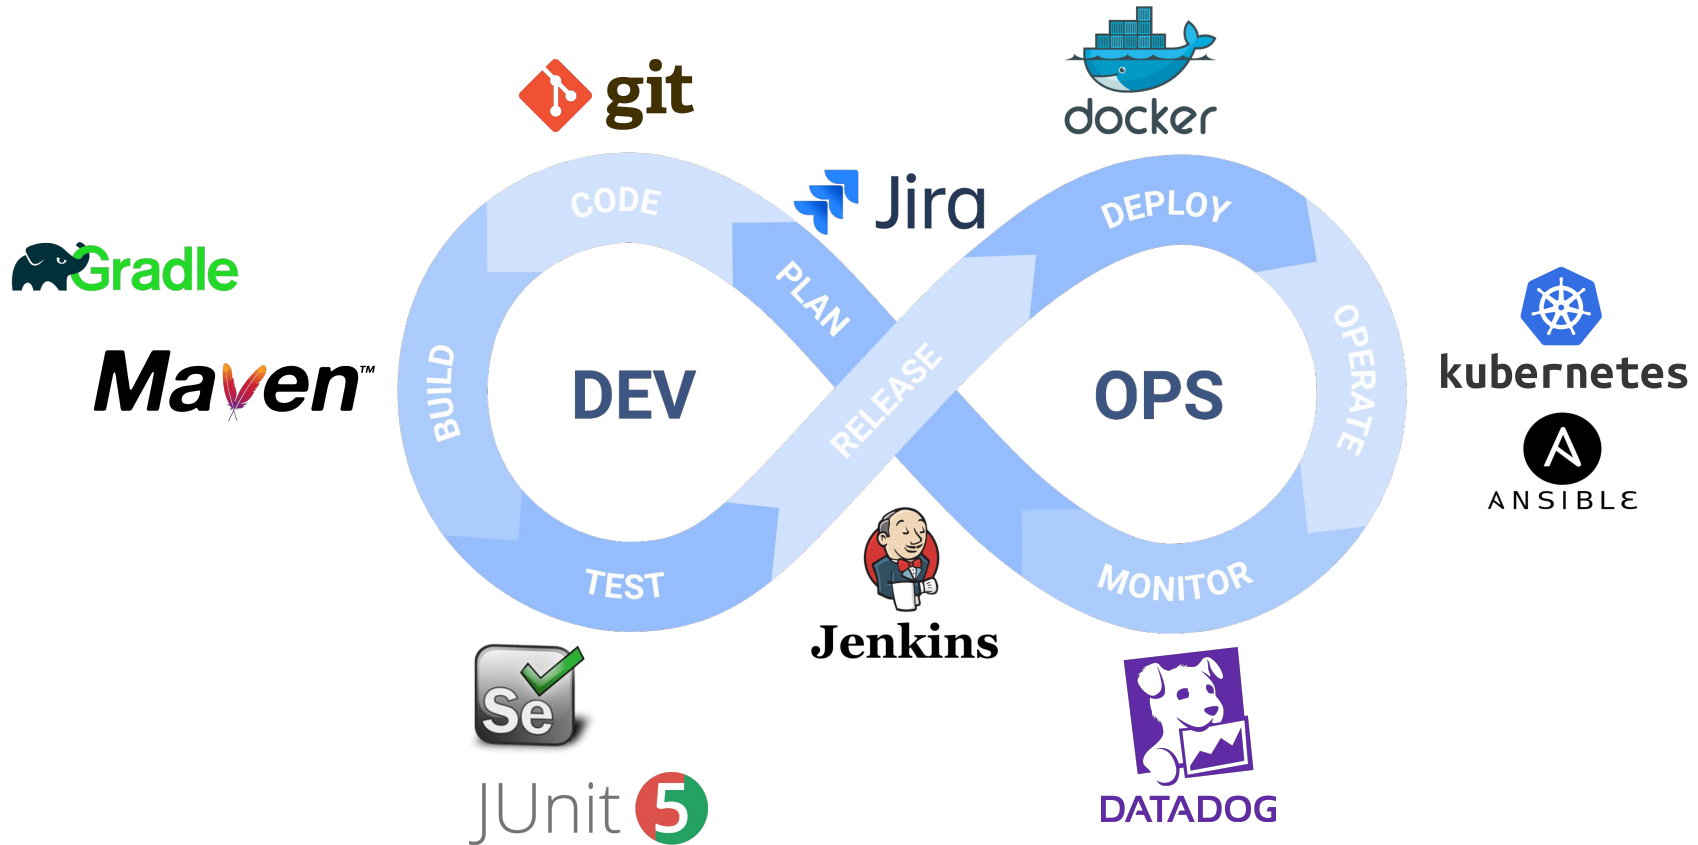 git
docker
Jira
CODE
DEPLOY
Gradle
PLAN
Maven™
BUILD
DEV
RELEASE
OPS
OPERATE
kubernetes
ANSIBLE
TEST
MONITOR
Jenkins
Se
JUnit 5
DATADOG